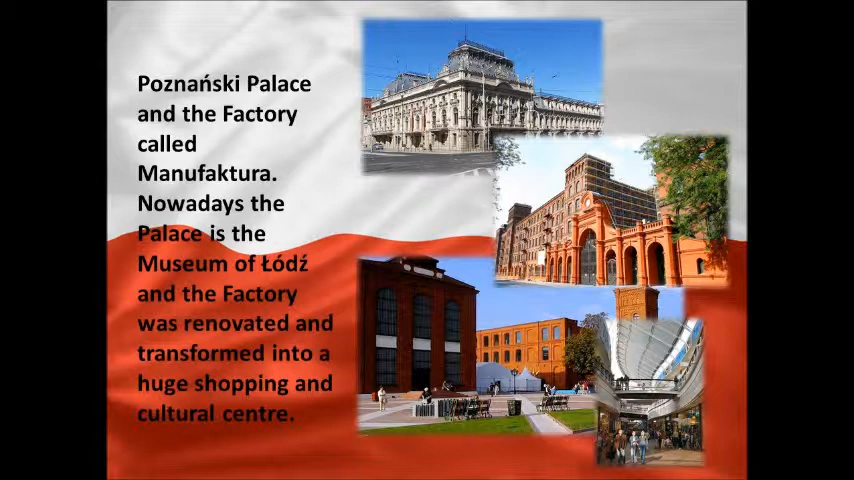 Poznański Palace
and the Factory
called
Manufaktura.
Nowadays the
Palace is the
Museum of Łódź
and the Factory
was renovated and
transformed into a
huge shopping and
cultural centre.